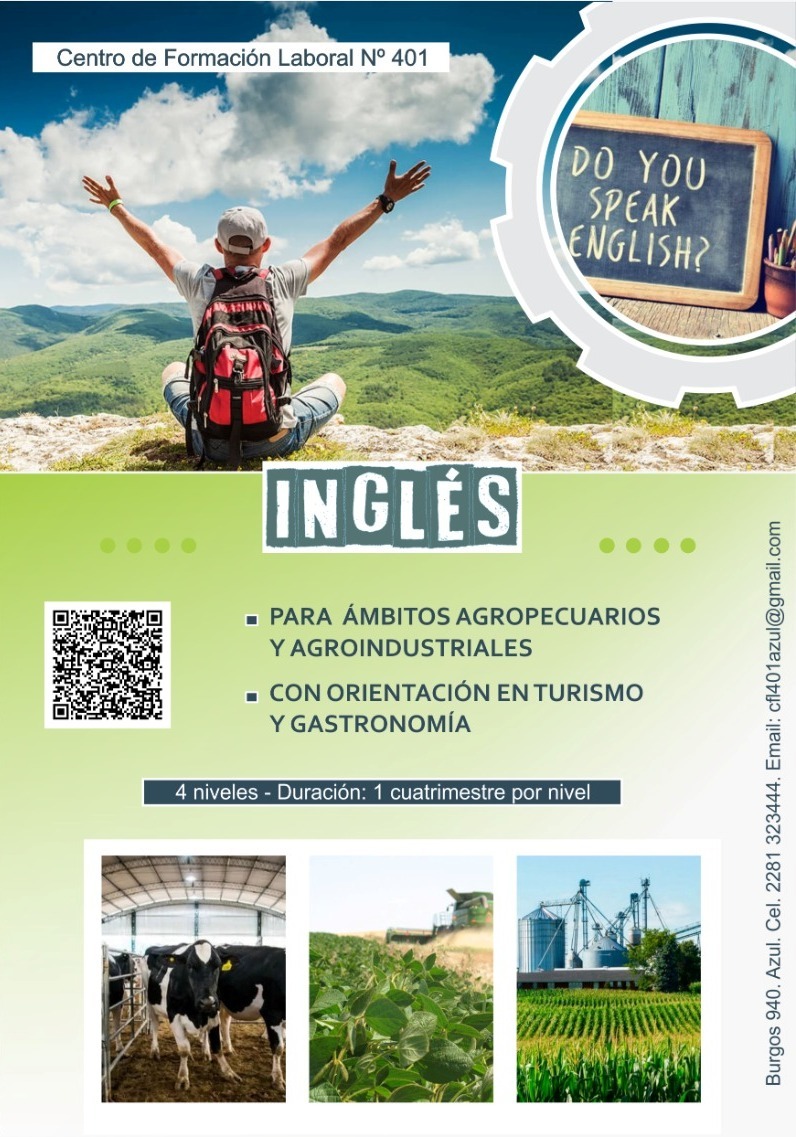 Centro de Formación Laboral Nº 401
DO YOU
SPEAK
ENGLISH?
INGLÉS
PARA ÁMBITOS AGROPECUARIOS
Y AGROINDUSTRIALES
CON ORIENTACIÓN EN TURISMO
Y GASTRONOMÍA
4 niveles - Duración: 1 cuatrimestre por nivel
Burgos 940. Azul. Cel. 2281 323444. Email: cfl401azul@gmail.com